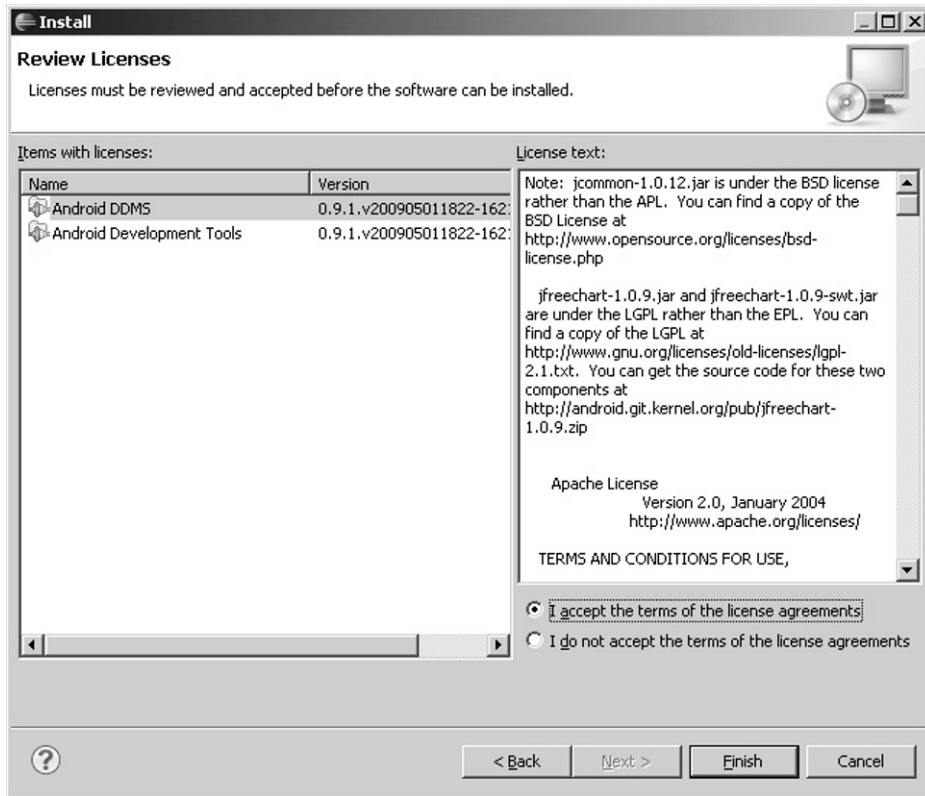 Install
Review Licenses
Licenses must be reviewed and accepted before the software can be installed.
Items with licenses:
Name Version
Android DDMS 0.9.1.v200905011822-162
Android Development Tools 0.9.1.v200905011822-162
License text:
Note: jcommon-1.0.12.jar is under the BSD license
rather than the APL. You can find a copy of the
BSD License at
http://www.opensource.org/licenses/bsd-
license.php
jfreechart-1.0.9.jar and jfreechart-1.0.9-swt.jar
are under the LGPL rather than the EPL. You can
find a copy of the LGPL at
http://www.gnu.org/licenses/old-licenses/lgpl-
2.1.txt. You can get the source code for these two
components at
http://android.git.kernel.org/pub/jfreechart-
1.0.9.zip
Apache License
Version 2.0, January 2004
http://www.apache.org/licenses/
TERMS AND CONDITIONS FOR USE,
I accept the terms of the license agreements
I do not accept the terms of the license agreements
? < Back Next > Finish Cancel